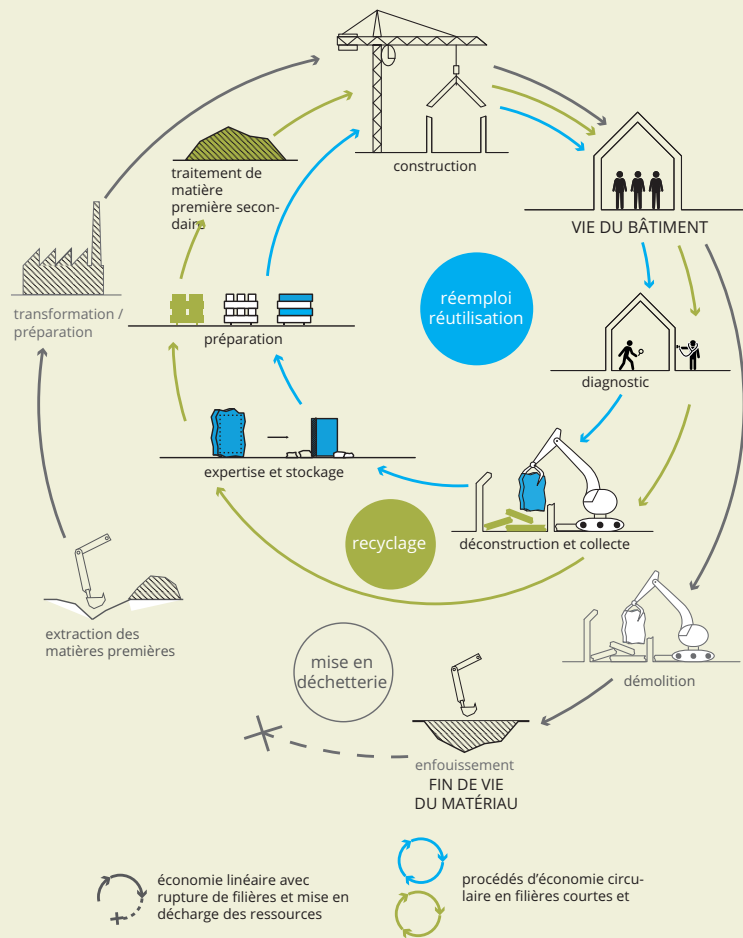 construction
traitement de
matière
première secon-
daire
VIE DU BÂTIMENT
transformation /
préparation
réemploi
réutilisation
préparation
diagnostic
expertise et stockage
recyclage
déconstruction et collecte
extraction des
matières premières
mise en
déchetterie
démolition
enfouissement
FIN DE VIE
DU MATÉRIAU
économie linéaire avec
rupture de filières et mise en
décharge des ressources
procédés d’économie circu-
laire en filières courtes et